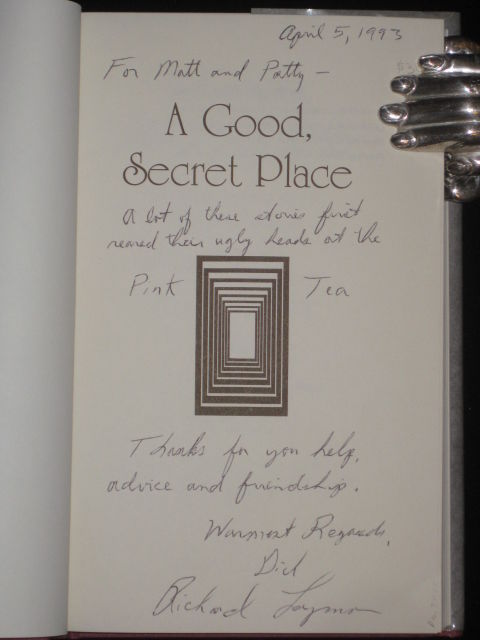 April 5, 1993
For Matt and Patty —
A Good,
Secret Place
A lot of these stories first
reared their ugly heads at the
Pink Tea
Thanks for you help,
advice and friendship.
Warmest Regards,
Dick
Richard Laymon